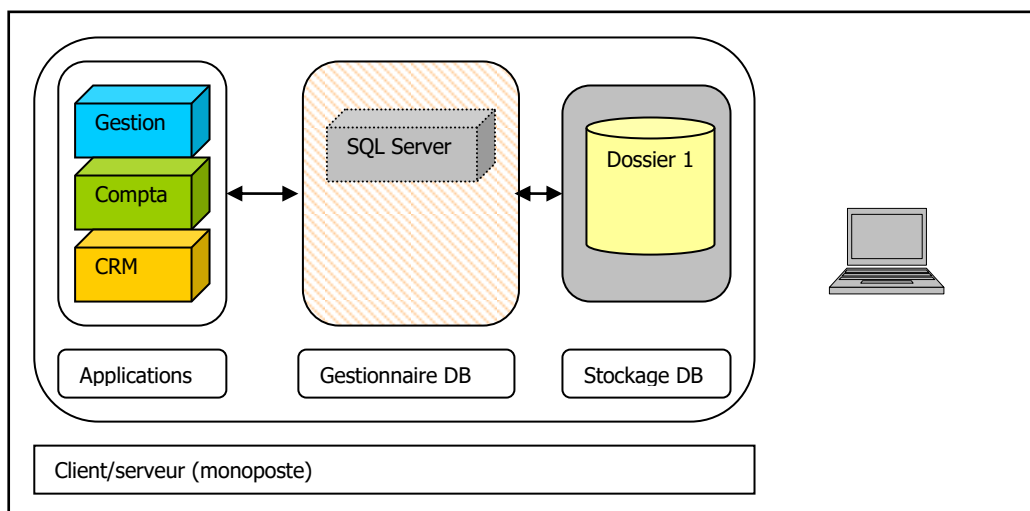 Gestion
Compta
CRM
SQL Server
Dossier 1
Applications
Gestionnaire DB
Stockage DB
Client/serveur (monoposte)